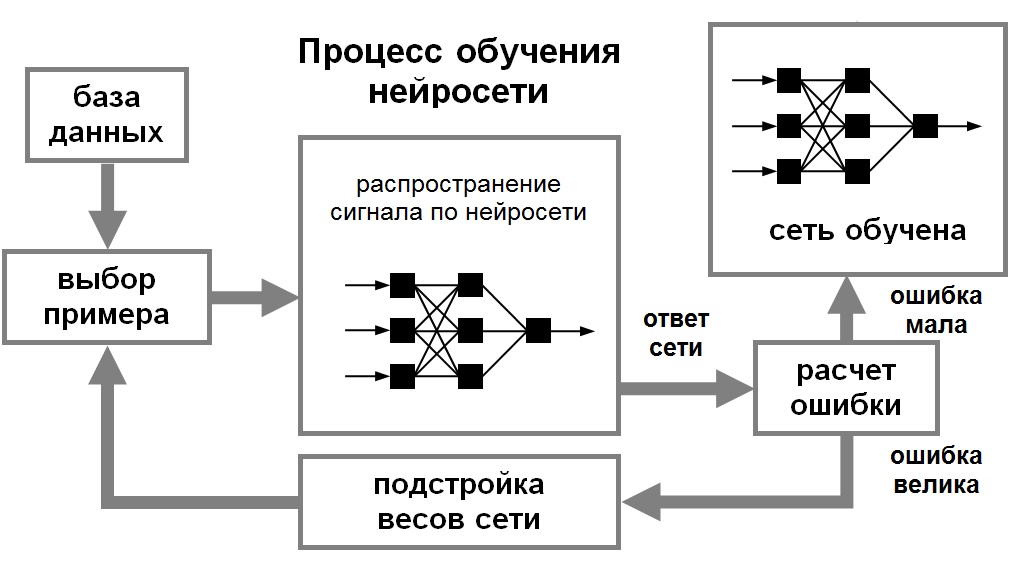 Процесс обучения
нейросети
база
данных
выбор
примера
распространение
сигнала по нейросети
ответ
сети
расчет
ошибки
ошибка
мала
сеть обучена
ошибка
велика
подстройка
весов сети